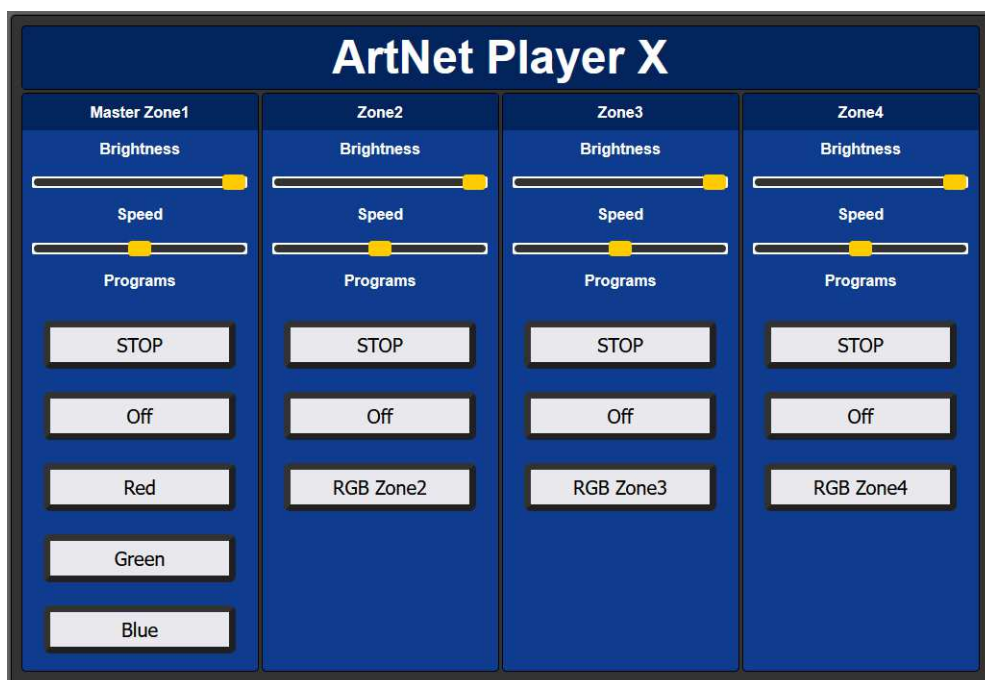 ArtNet Player X
Master Zone1
Brightness
Speed
Programs
STOP
Off
Red
Green
Blue
Zone2
Brightness
Speed
Programs
STOP
Off
RGB Zone2
Zone3
Brightness
Speed
Programs
STOP
Off
RGB Zone3
Zone4
Brightness
Speed
Programs
STOP
Off
RGB Zone4